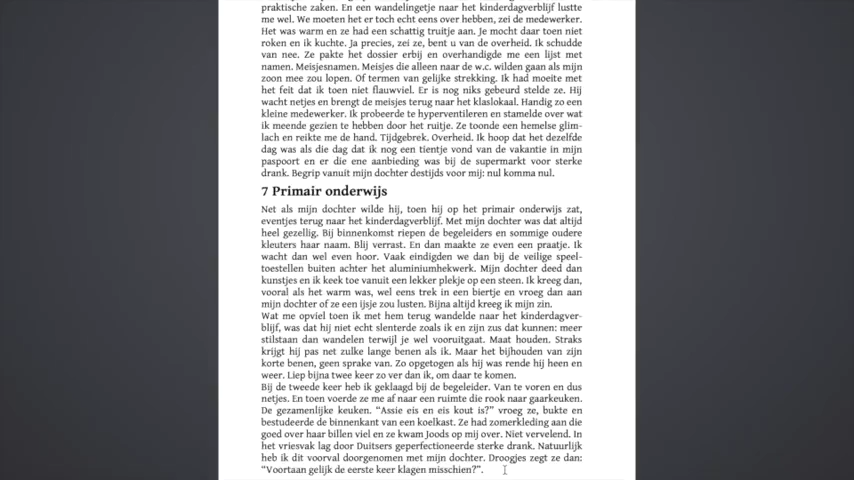 praktische zaken. En een wandelingetje naar het kinderdagverblijf lustte
me wel. We moeten het er toch echt eens over hebben, zei de medewerker.
Het was warm en ze had een schattig truitje aan. Je mocht daar toen niet
roken en ik kuchte. Ja precies, zei ze, bent u van de overheid. Ik schudde
van nee. Ze pakte het dossier erbij en overhandigde me een lijst met
namen. Meisjesnamen. Meisjes die alleen naar de w.c. wilden gaan als mijn
zoon mee zou lopen. Of termen van gelijke strekking. Ik had moeite met
het feit dat ik toen niet flauwviel. Er is nog niks gebeurd stelde ze. Hij
wacht netjes en brengt de meisjes terug naar het klaslokaal. Handig zo een
kleine medewerker. Ik probeerde te hyperventileren en stamelde over wat
ik meende gezien te hebben door het ruitje. Ze toonde een hemelse glim-
lach en reikte me de hand. Tijdgebrek. Overheid. Ik hoop dat het dezelfde
dag was als die dag dat ik nog een tientje vond van de vakantie in mijn
paspoort en er die ene aanbieding was bij de supermarkt voor sterke
drank. Begrip vanuit mijn dochter destijds voor mij: nul komma nul.
7 Primair onderwijs
Net als mijn dochter wilde hij, toen hij op het primair onderwijs zat,
eventjes terug naar het kinderdagverblijf. Met mijn dochter was dat altijd
heel gezellig. Bij binnenkomst riepen de begeleiders en sommige oudere
kleuters haar naam. Blij verrast. En dan maakte ze even een praatje. Ik
wacht dan wel even hoor. Vaak eindigden we dan bij de veilige speel-
toestellen buiten achter het aluminiumhekwerk. Mijn dochter deed dan
kunstjes en ik keek toe vanuit een lekker plekje op een steen. Ik kreeg dan,
vooral als het warm was, wel eens trek in een biertje en vroeg dan aan
mijn dochter of ze een ijsje zou lusten. Bijna altijd kreeg ik mijn zin.
Wat me opviel toen ik met hem terug wandelde naar het kinderdagver-
blijf, was dat hij niet echt slenterde zoals ik en zijn zus dat kunnen: meer
stilstaan dan wandelen terwijl je wel vooruitgaat. Maat houden. Straks
krijgt hij pas net zulke lange benen als ik. Maar het bijhouden van zijn
korte benen, geen sprake van. Zo opgetogen als hij was rende hij heen en
weer. Liep bijna twee keer zo ver dan ik, om daar te komen.
Bij de tweede keer heb ik geklaagd bij de begeleider. Van te voren en dus
netjes. En toen voerde ze me af naar een ruimte die rook naar gaarkeuken.
De gezamenlijke keuken. "Assie eis en eis kout is?" vroeg ze, bukte en
bestudeerde de binnenkant van een koelkast. Ze had zomerkleding aan die
goed over haar billen viel en ze kwam Joods op mij over. Niet vervelend. In
het vriesvak lag door Duitsers geperfectioneerde sterke drank. Natuurlijk
heb ik dit voorval doorgenomen met mijn dochter. Droogjes zegt ze dan:
"Voortaan gelijk de eerste keer klagen misschien?".